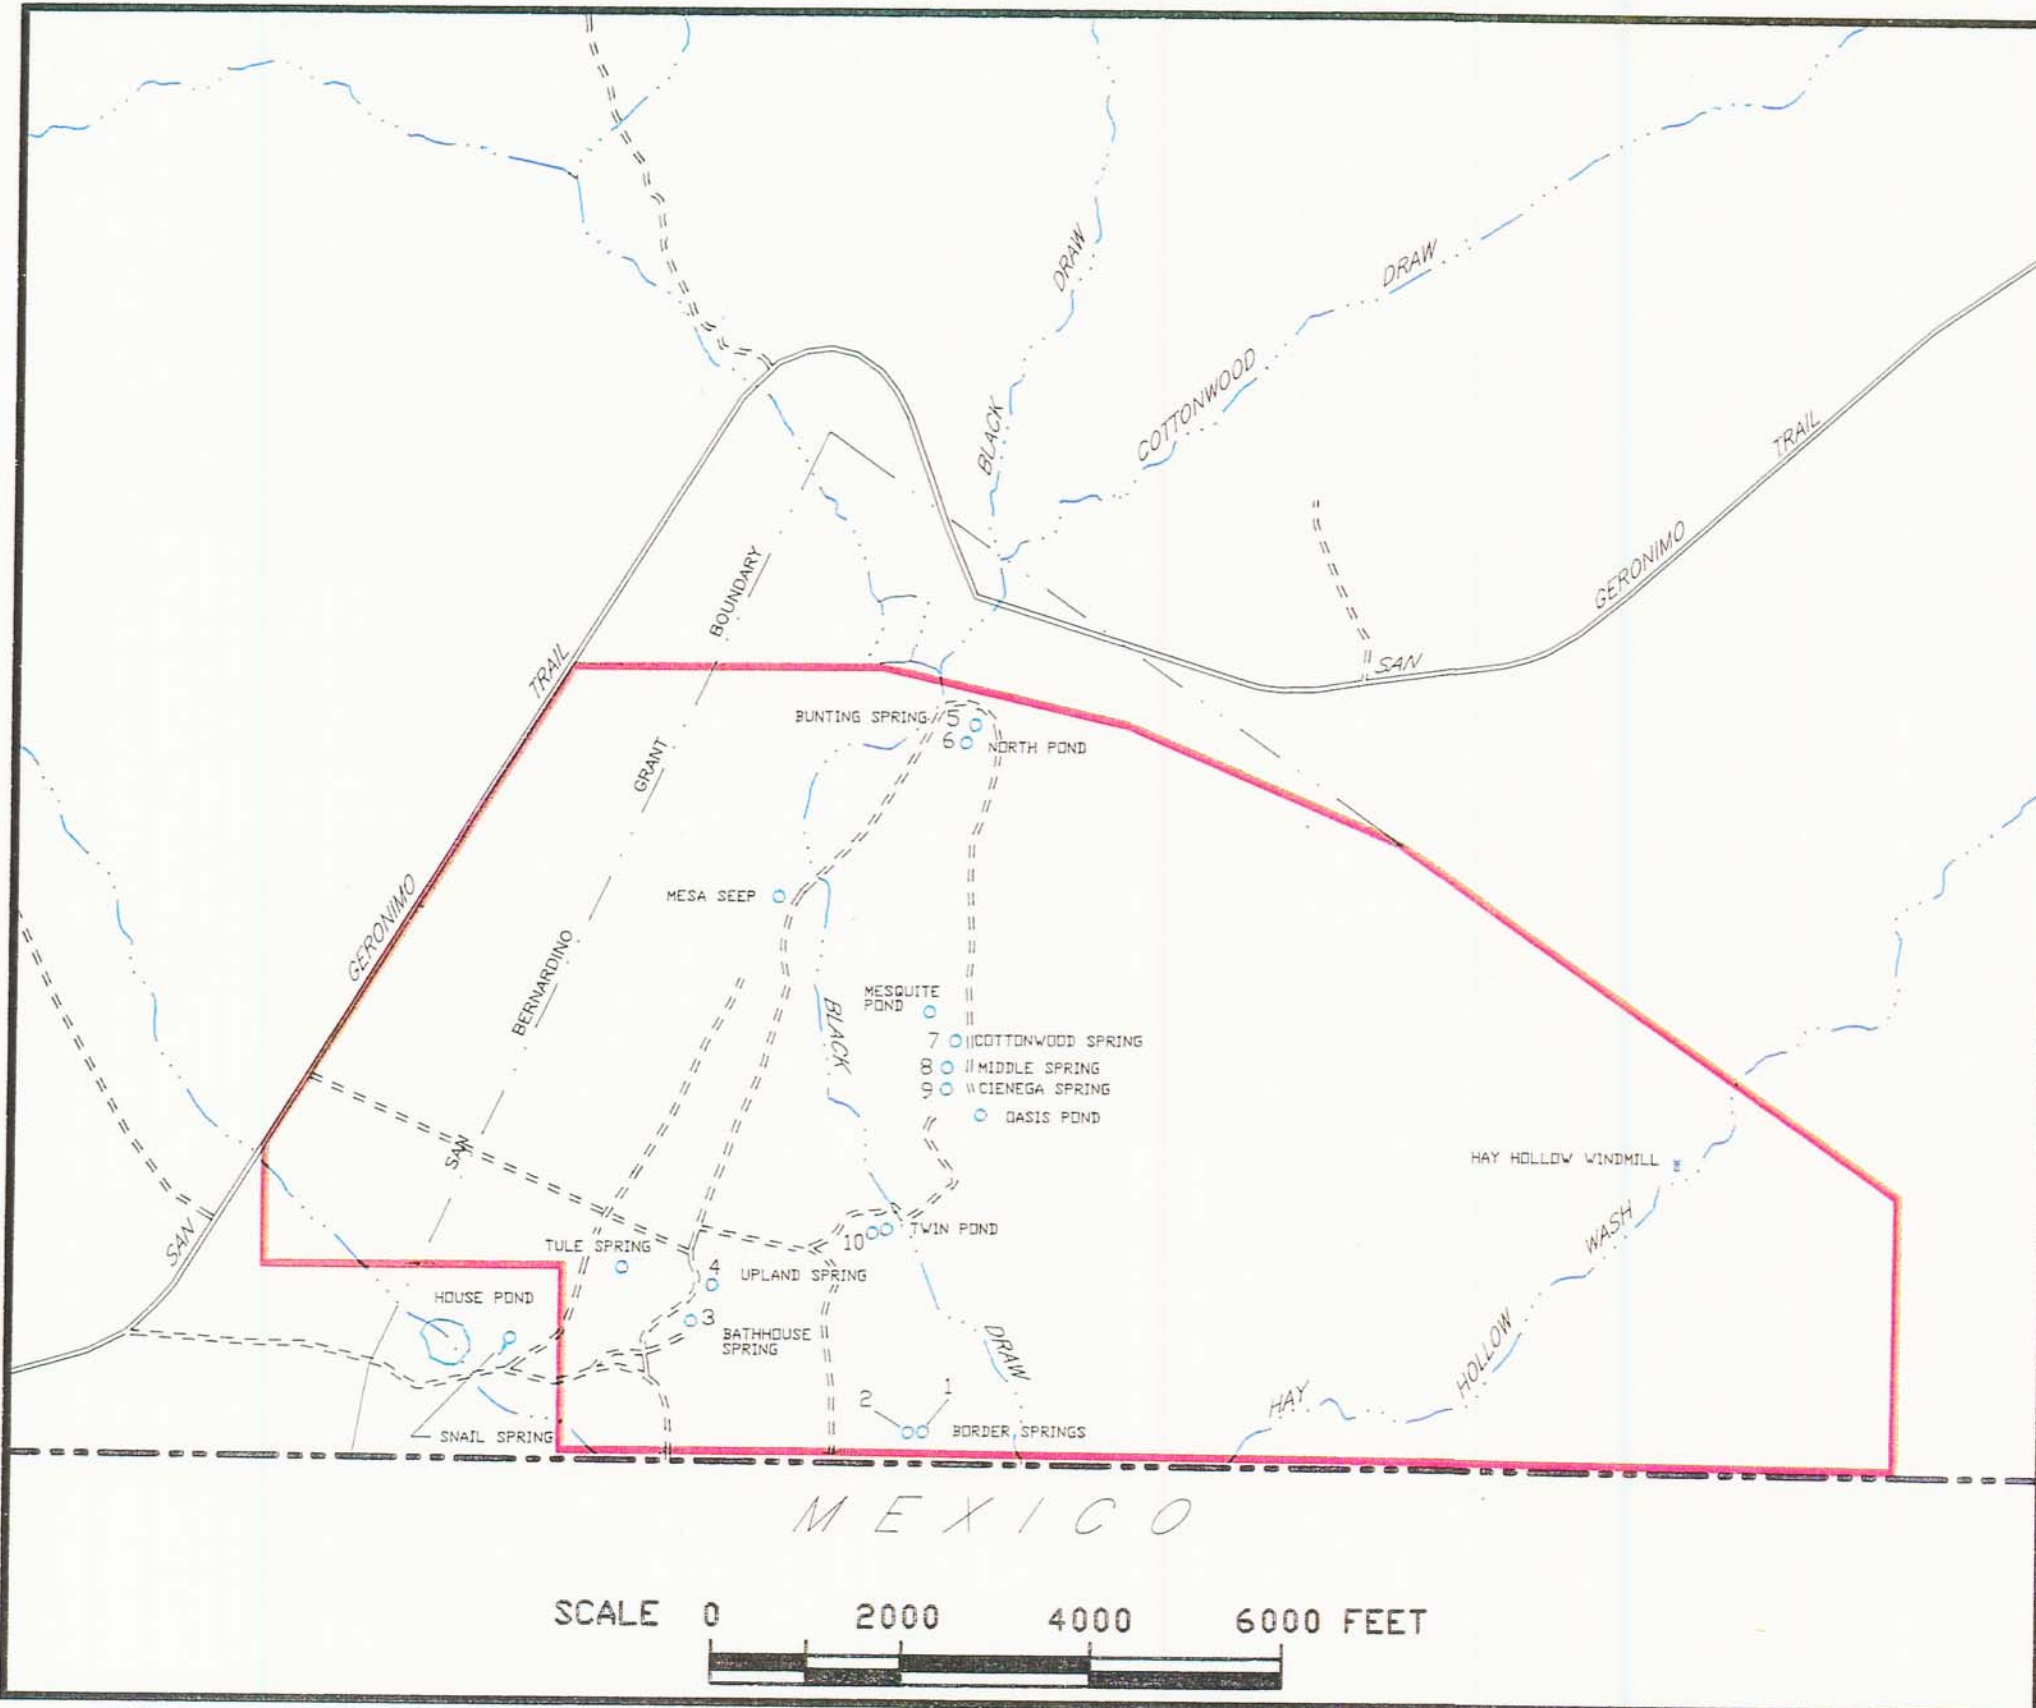 DRAW
DRAW
BLACK
COTTONWOOD
TRAIL
GERONIMO
SAN
BOUNDARY
TRAIL
GRANT
BERNARDINO
SAN
GERONIMO
SAN
BUNTING SPRING
5
6
NORTH POND
MESA SEEP
MESQUITE
POND
BLACK
7
COTTONWOOD SPRING
8
MIDDLE SPRING
9
CIENEGA SPRING
OASIS POND
HAY HOLLOW WINDMILL
10
TWIN POND
TULE SPRING
4
UPLAND SPRING
HOUSE POND
3
BATHHOUSE
SPRING
DRAW
WASH
HOLLOW
HAY
2
1
BORDER SPRINGS
SNAIL SPRING
MEXICO
SCALE 0 2000 4000 6000 FEET